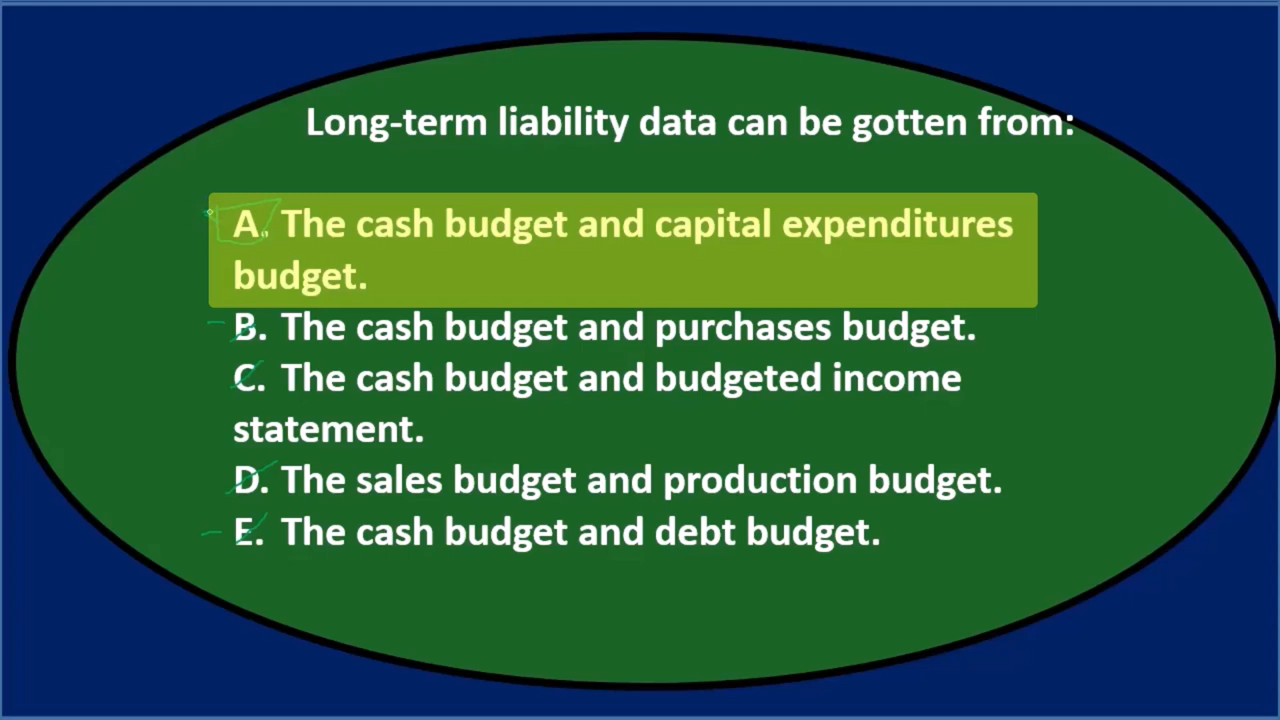 Long-term liability data can be gotten from:
A. The cash budget and capital expenditures
budget.
B. The cash budget and purchases budget.
C. The cash budget and budgeted income
statement.
D. The sales budget and production budget.
E. The cash budget and debt budget.